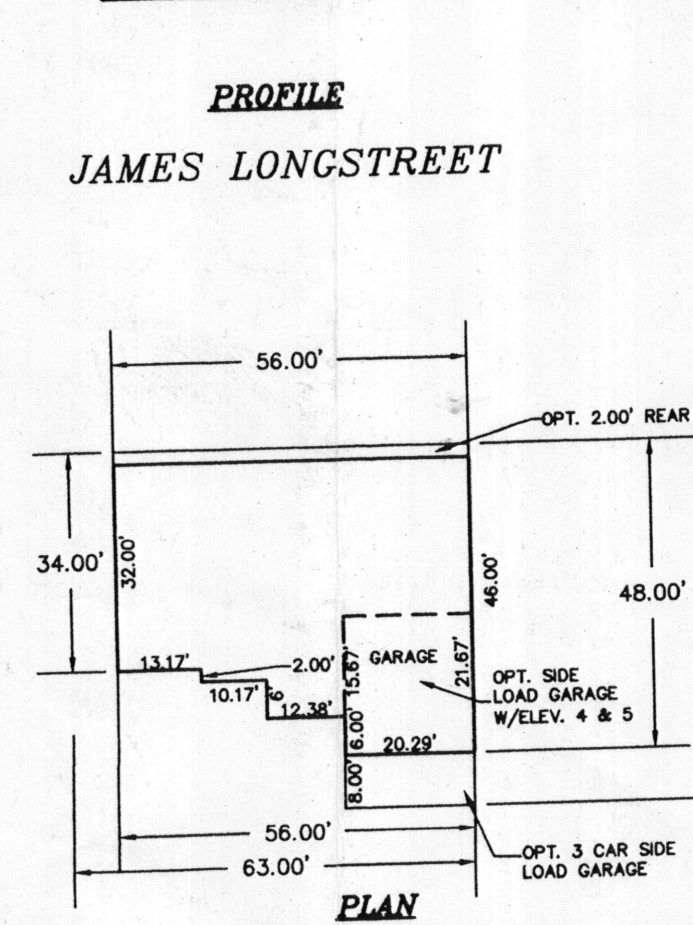 PROFILE
JAMES LONGSTREET
56.00'
OPT. 2.00' REAR
34.00'
32.00'
46.00'
48.00'
13.17'
2.00'
10.17'
6'
12.38'
15.67'
GARAGE
21.67'
OPT. SIDE
LOAD GARAGE
W/ELEV. 4 & 5
6.00'
20.29'
8.00'
56.00'
63.00'
OPT. 3 CAR SIDE
LOAD GARAGE
PLAN